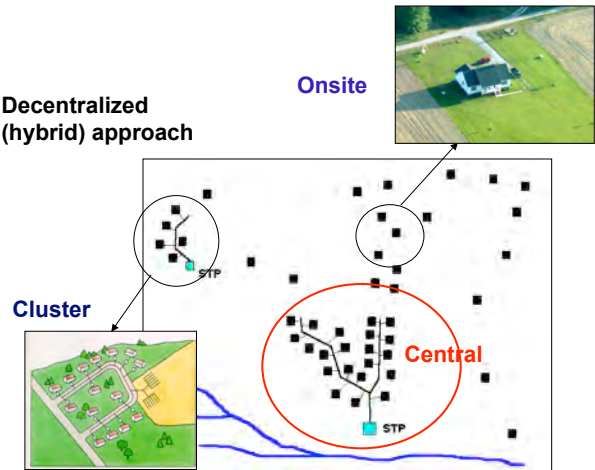 Onsite
Decentralized
(hybrid) approach
STP
Cluster
Central
STP